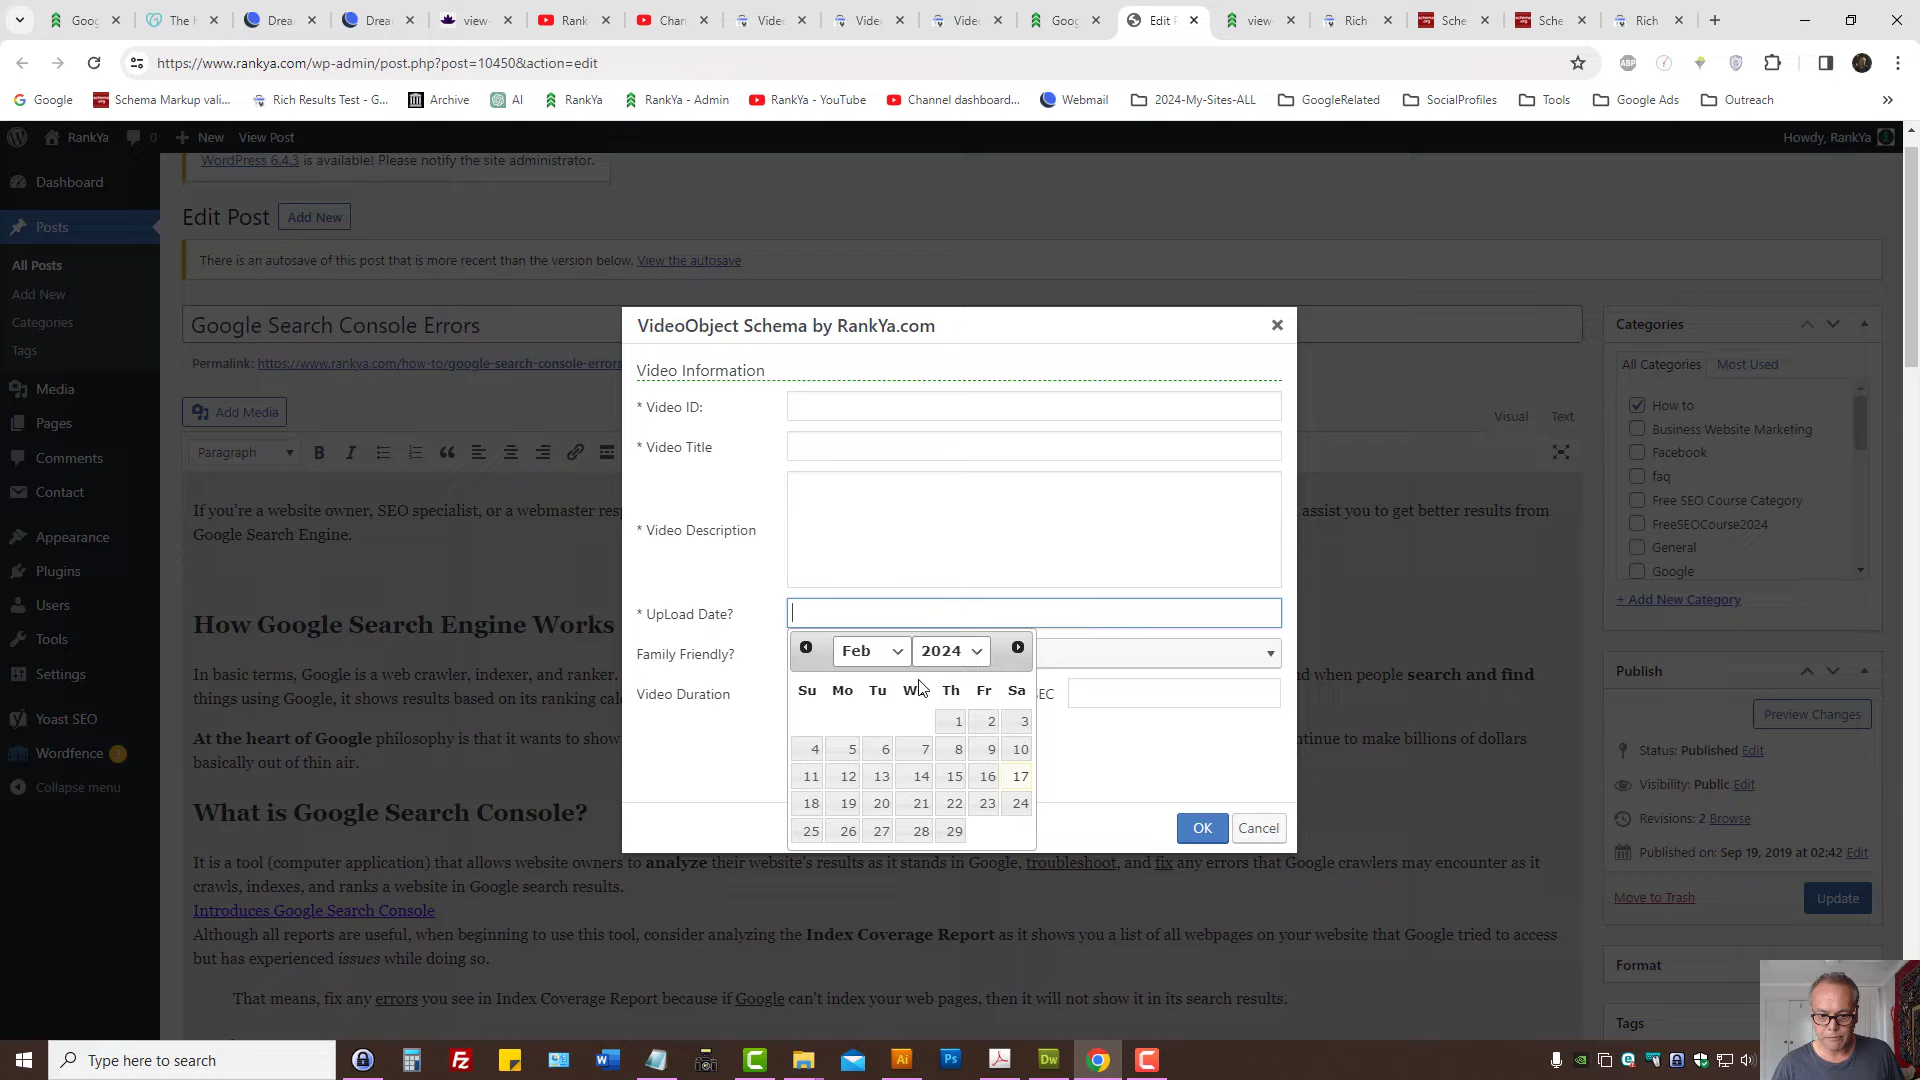 Goog
The H
Drea
Drea
view-
Rank
Chan
Video
Video
Video
Goog
Edit P
view-
Rich
Sche
Sche
Rich
https://www.rankya.com/wp-admin/post.php?post=10450&action=edit
Google
Schema Markup vali...
Rich Results Test - G...
Archive
AI
RankYa
RankYa - Admin
RankYa - YouTube
Channel dashboard...
Webmail
2024-My-Sites-ALL
GoogleRelated
SocialProfiles
Tools
Google Ads
Outreach
RankYa
0
New
View Post
Howdy, RankYa
WordPress 6.4.3 is available! Please notify the site administrator.
Dashboard
Posts
All Posts
Add New
Categories
Tags
Media
Pages
Comments
Contact
Appearance
Plugins
Users
Tools
Settings
Yoast SEO
Wordfence
Collapse menu
Edit Post
Add New
There is an autosave of this post that is more recent than the version below. View the autosave
Google Search Console Errors
Permalink: https://www.rankya.com/how-to/google-search-console-errors
Add Media
Visual
Text
Paragraph
B
I
If you're a website owner, SEO specialist, or a webmaster
assist you to get better results from
Google Search Engine.
How Google Search Engine Works
In basic terms, Google is a web crawler, indexer, and ranker.
and when people search and find
things using Google, it shows results based on its ranking
At the heart of Google philosophy is that it wants to show
continue to make billions of dollars
basically out of thin air.
What is Google Search Console?
It is a tool (computer application) that allows website owners to analyze their website's results as it stands in Google, troubleshoot, and fix any errors that Google crawlers may encounter as it
crawls, indexes, and ranks a website in Google search results.
Introduces Google Search Console
Although all reports are useful, when beginning to use this tool, consider analyzing the Index Coverage Report as it shows you a list of all webpages on your website that Google tried to access
but has experienced issues while doing so.
That means, fix any errors you see in Index Coverage Report because if Google can't index your web pages, then it will not show it in its search results.
VideoObject Schema by RankYa.com
Video Information
* Video ID:
* Video Title
* Video Description
* UpLoad Date?
Family Friendly?
Video Duration
SEC
Feb
2024
Su Mo Tu We Th Fr Sa
1 2 3
4 5 6 7 8 9 10
11 12 13 14 15 16 17
18 19 20 21 22 23 24
25 26 27 28 29
OK
Cancel
Categories
All Categories
Most Used
How to
Business Website Marketing
Facebook
faq
Free SEO Course Category
FreeSEOCourse2024
General
Google
+ Add New Category
Publish
Preview Changes
Status: Published Edit
Visibility: Public Edit
Revisions: 2 Browse
Published on: Sep 19, 2019 at 02:42 Edit
Move to Trash
Update
Format
Tags
Type here to search